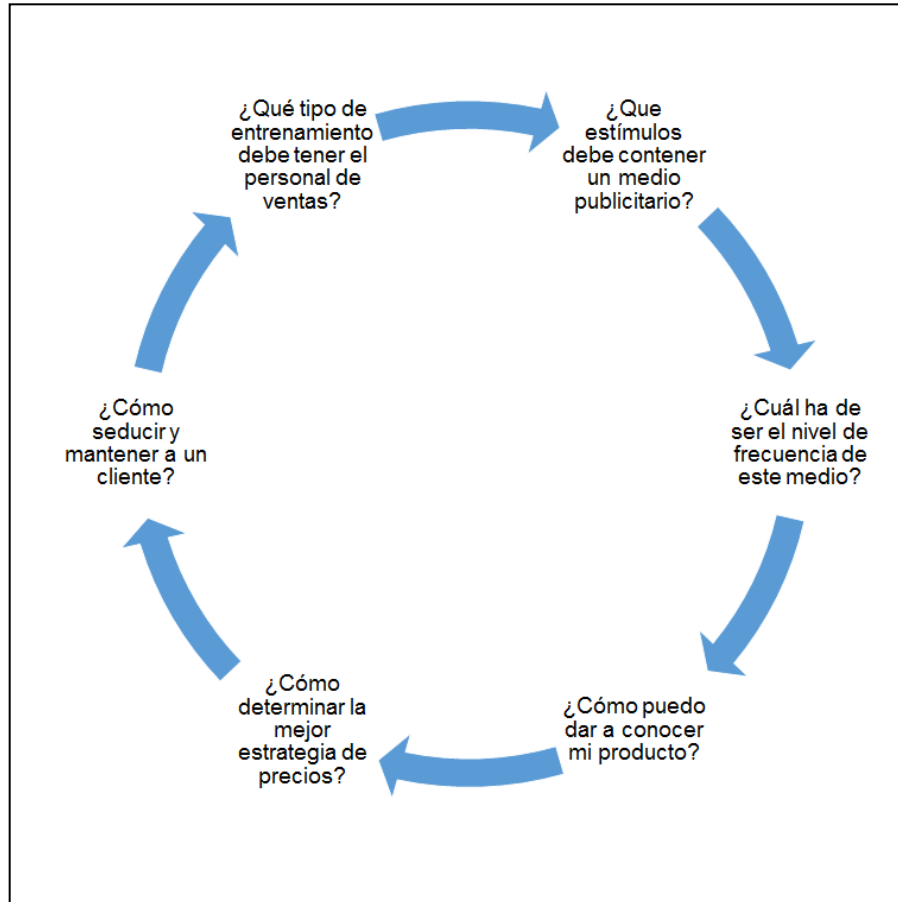 ¿Qué tipo de
entrenamiento
debe tener el
personal de
ventas?
¿Que
estímulos
debe contener
un medio
publicitario?
¿Cuál ha de
ser el nivel de
frecuencia de
este medio?
¿Cómo puedo
dar a conocer
mi producto?
¿Cómo
determinar la
mejor
estrategia de
precios?
¿Cómo
seducir y
mantener a un
cliente?